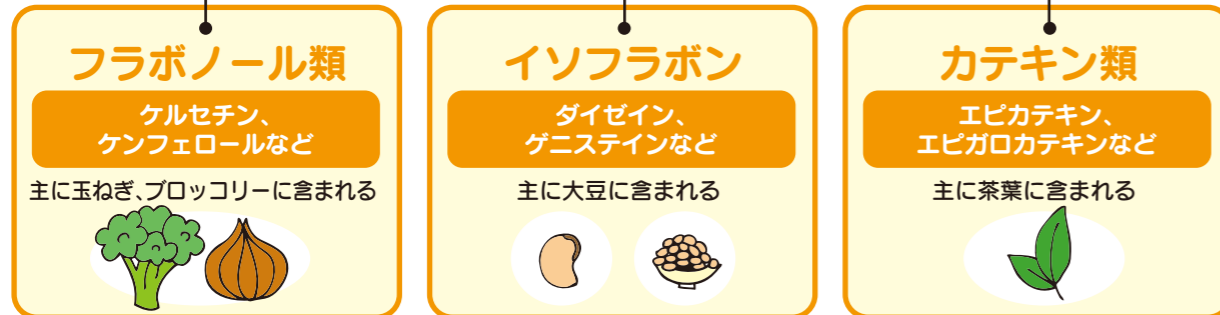 フラボノール類
ケルセチン、
ケンフェロールなど
主に玉ねぎ、ブロッコリーに含まれる
イソフラボン
ダイゼイン、
ゲニステインなど
主に大豆に含まれる
カテキン類
エピカテキン、
エピガロカテキンなど
主に茶葉に含まれる